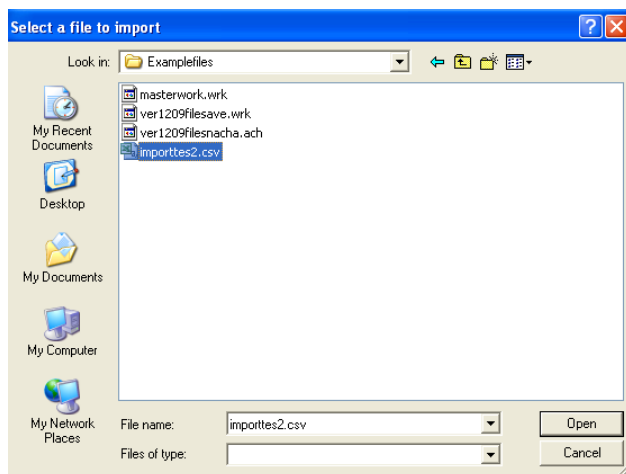 Select a file to import
Look in: Examplefiles
masterwork.wrk
ver1209filesave.wrk
ver1209filesnacha.ach
importtes2.csv
My Recent
Documents
Desktop
My Documents
My Computer
My Network
Places
File name: importtes2.csv Open
Files of type: Cancel